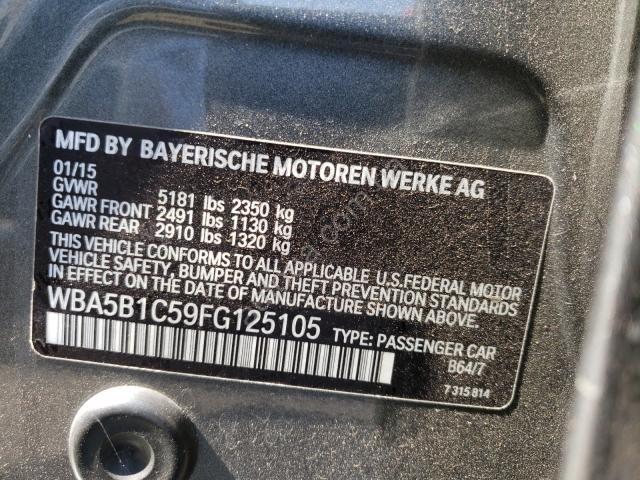 MFD BY BAYERISCHE MOTOREN WERKE AG
01/15
GVWR 5181 lbs 2350 kg
GAWR FRONT 2491 lbs 1130 kg
GAWR REAR 2910 lbs 1320 kg
THIS VEHICLE CONFORMS TO ALL APPLICABLE U.S.FEDERAL MOTOR
VEHICLE SAFETY, BUMPER AND THEFT PREVENTION STANDARDS
IN EFFECT ON THE DATE OF MANUFACTURE SHOWN ABOVE.
WBA5B1C59FG125105 TYPE: PASSENGER CAR
B64/7
7315814